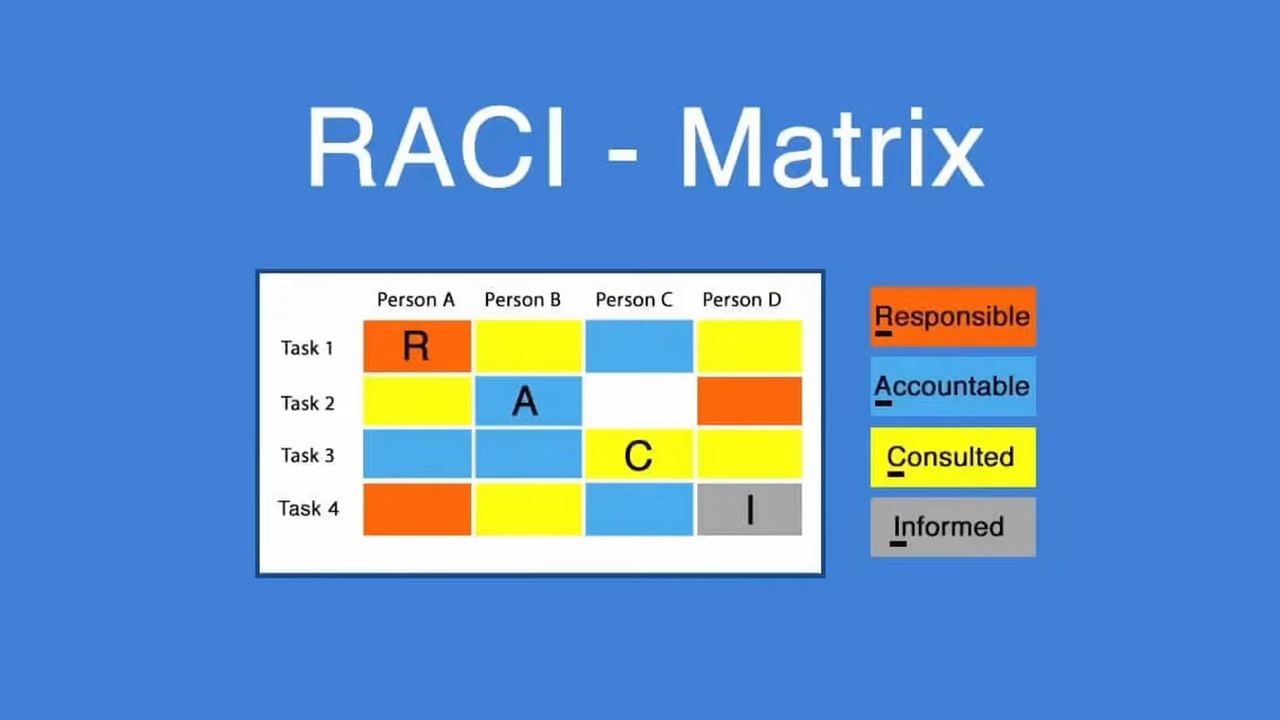 RACI - Matrix
Person A Person B Person C Person D
Task 1 R
Task 2 A
Task 3 C
Task 4 I
Responsible
Accountable
Consulted
Informed